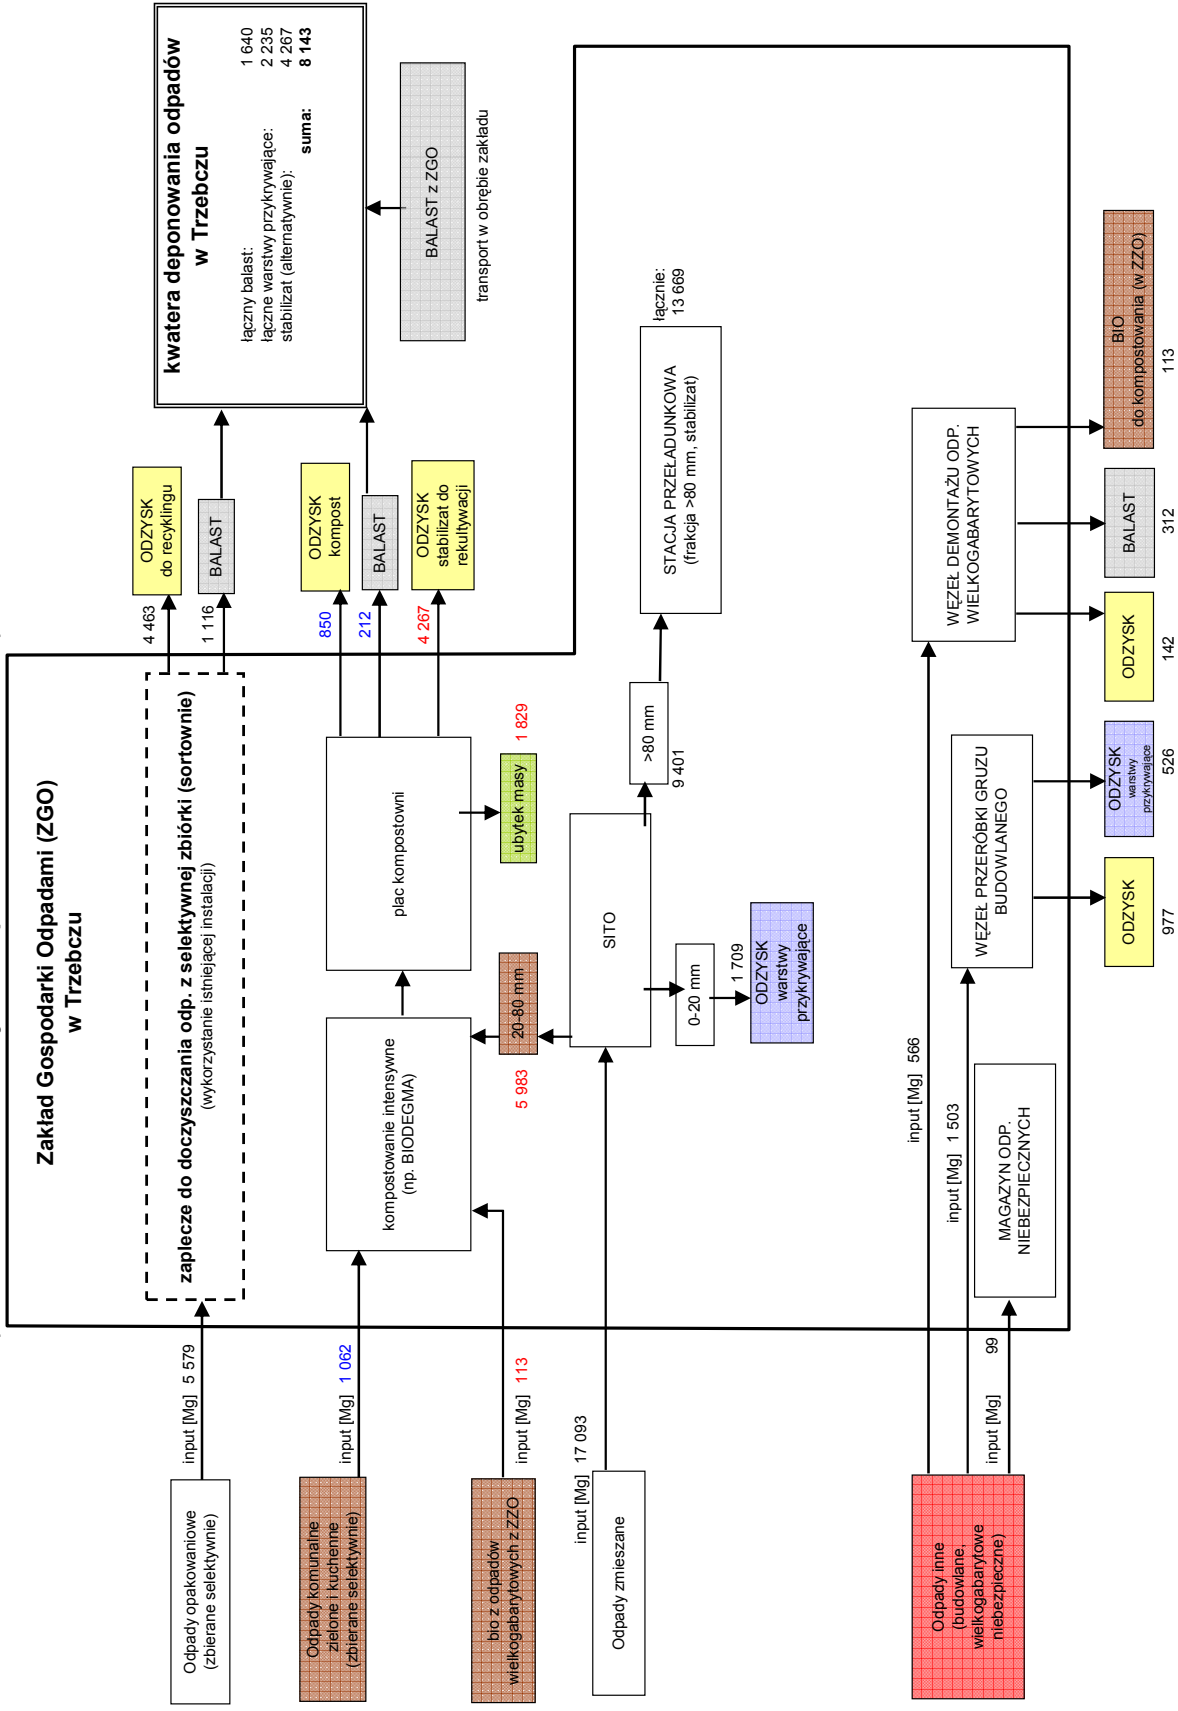 Zakład Gospodarki Odpadami (ZGO)
w Trzebczu
Odpady opakowaniowe
(zbierane selektywnie)
input [Mg] 5 579
zaplecze do doczyszczania odp. z selektywnej zbiórki (sortownie)
(wykorzystanie istniejącej instalacji)
4 463
ODZYSK
do recyklingu
1 116
BALAST
kwatera deponowania odpadów
w Trzebczu
łączny balast: 1 640
łączne warstwy przykrywające: 2 235
stabilizat (alternatywnie): 4 267
suma: 8 143
BALAST z ZGO
transport w obrębie zakładu
Odpady komunalne
zielone i kuchenne
(zbierane selektywnie)
input [Mg] 1 062
kompostowanie intensywne
(np. BIODEGMA)
plac kompostowni
850
ODZYSK
kompost
212
BALAST
4 267
ODZYSK
stabilizat do
rekultywacji
bio z odpadów
wielkogabarytowych z ZZO
input [Mg] 113
5 983
20-80 mm
ubytek masy
1 829
Odpady zmieszane
input [Mg] 17 093
SITO
>80 mm
9 401
STACJA PRZEŁADUNKOWA
(frakcja >80 mm, stabilizat)
łącznie:
13 669
0-20 mm
1 709
ODZYSK
warstwy
przykrywające
Odpady inne
(budowlane,
wielkogabarytowe
niebezpieczne)
input [Mg] 566
WĘZEŁ DEMONTAŻU ODP.
WIELKOGABARYTOWYCH
input [Mg] 1 503
WĘZEŁ PRZERÓBKI GRUZU
BUDOWLANEGO
input [Mg] 99
MAGAZYN ODP.
NIEBEZPIECZNYCH
ODZYSK
977
ODZYSK
warstwy
przykrywające
526
ODZYSK
142
BALAST
312
BIO
do kompostowania (w ZZO)
113